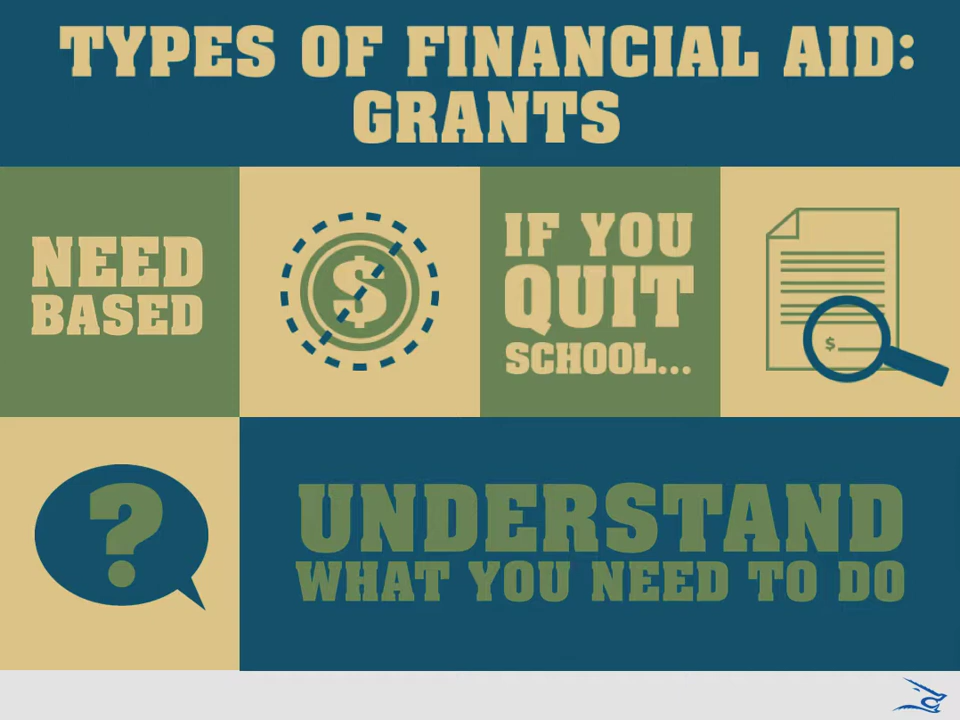 TYPES OF FINANCIAL AID:
GRANTS
NEED
BASED
$
IF YOU
QUIT
SCHOOL...
$
?
UNDERSTAND
WHAT YOU NEED TO DO